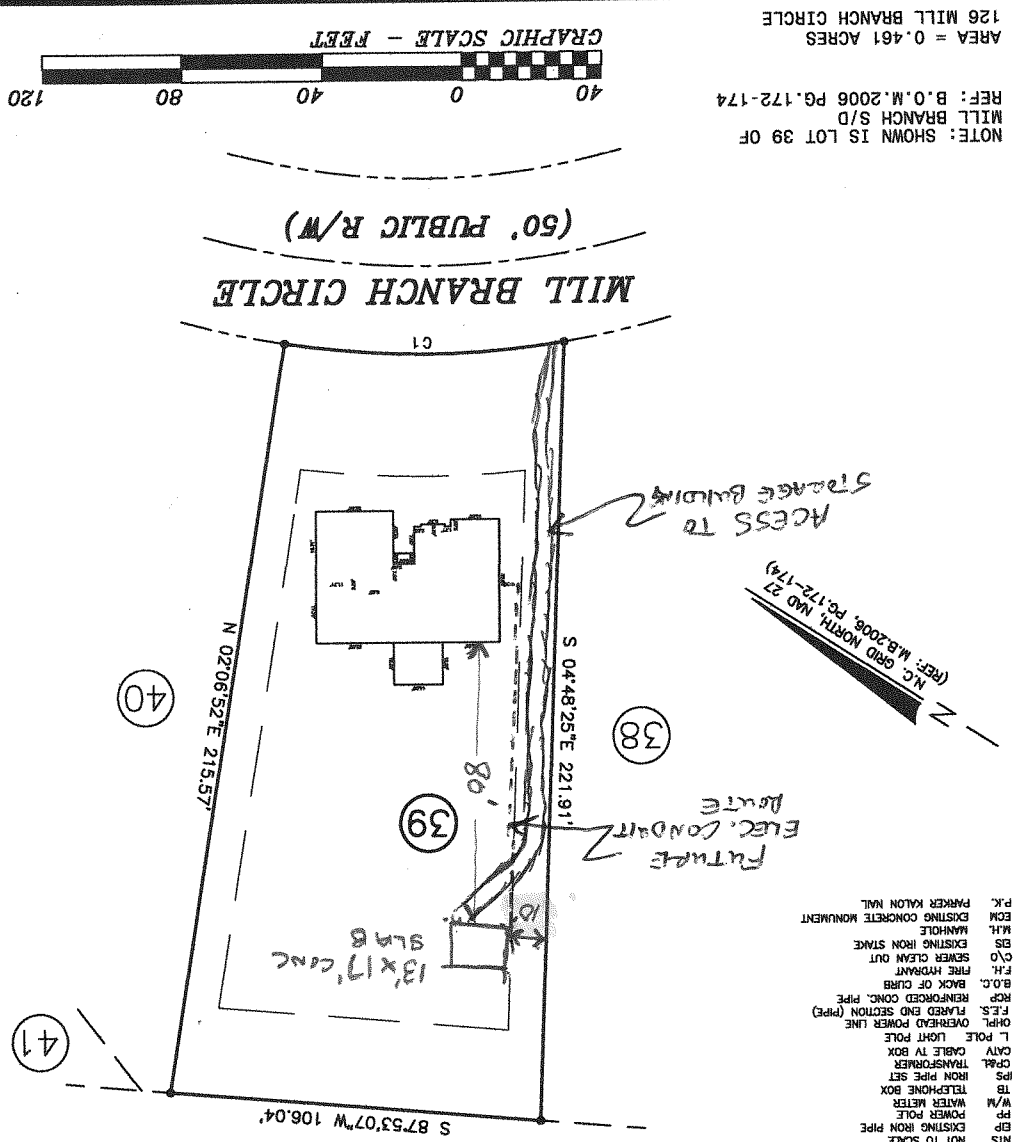 NTS NOT TO SCALE
EIP EXISTING IRON PIPE
PP POWER POLE
W/M WATER METER
TB TELEPHONE BOX
IPS IRON PIPE SET
CP&L TRANSFORMER
CATV CABLE TV BOX
L POLE LIGHT POLE
OHPL OVERHEAD POWER LINE
F.E.S. FLARED END SECTION (PIPE)
RCP REINFORCED CONC. PIPE
B.O.C. BACK OF CURB
F.H. FIRE HYDRANT
C/O SEWER CLEAN OUT
EIS EXISTING IRON STAKE
M.H. MANHOLE
ECM EXISTING CONCRETE MONUMENT
P.K. PARKER KALON NAIL
S 87°53'07"W 106.04'
41
13'x17' CONC
SLAB
10'
FUTURE
ELEC. CONDUIT
ROUTE
39
80'
38
S 04°48'25"E 221.91'
40
N 02°06'52"E 215.57'
N
N.C. GRID NORTH, NAD 27
(REF: M.B.2006, PG.172-174)
ACESS TO
STORAGE BUILDING
C1
MILL BRANCH CIRCLE
(50' PUBLIC R/W)
NOTE: SHOWN IS LOT 39 OF
MILL BRANCH S/D
REF: B.O.M.2006 PG.172-174
AREA = 0.461 ACRES
126 MILL BRANCH CIRCLE
40 0 40 80 120
GRAPHIC SCALE - FEET